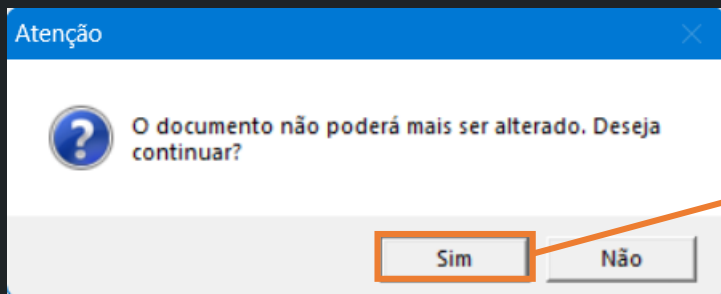 Atenção
O documento não poderá mais ser alterado. Deseja
continuar?
Sim
Não